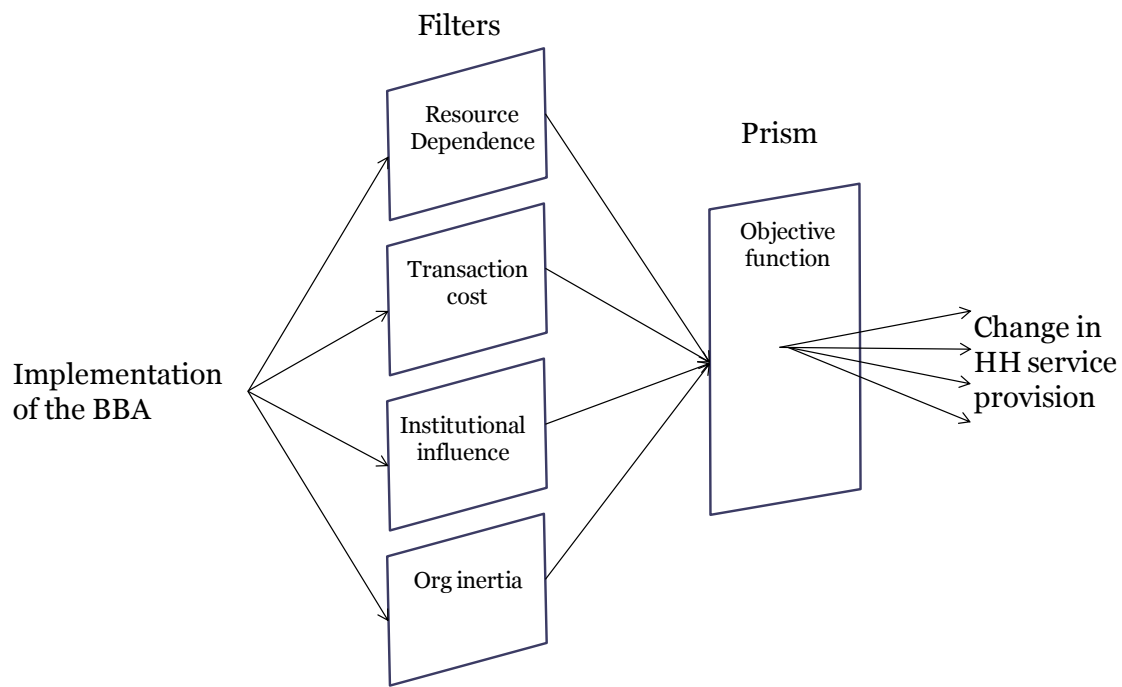 Filters
Resource
Dependence
Prism
Objective
function
Transaction
cost
Implementation
of the BBA
Institutional
influence
Org inertia
Change in
HH service
provision